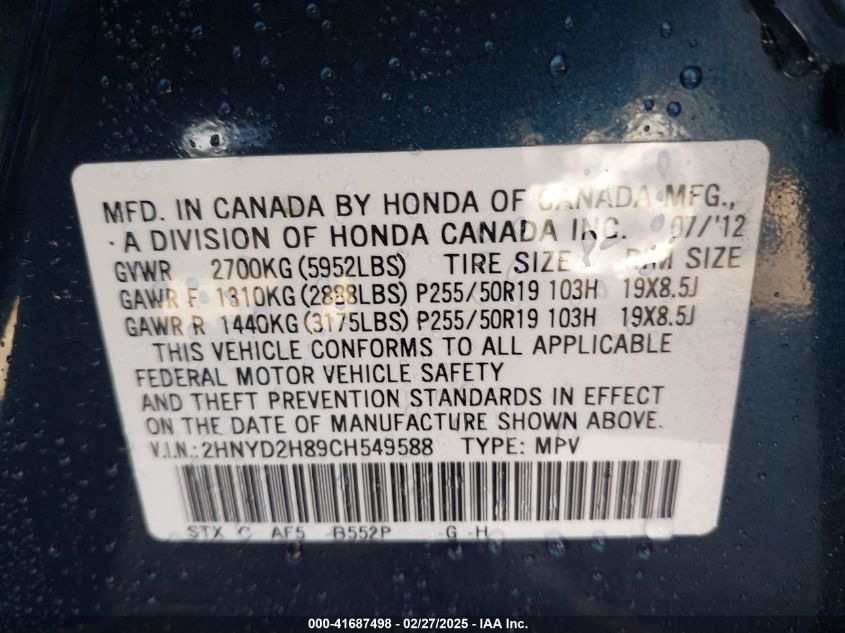 MFD. IN CANADA BY HONDA OF CANADA MFG.,
A DIVISION OF HONDA CANADA INC. 07/'12
GVWR 2700KG (5952LBS) TIRE SIZE RIM SIZE
GAWR F 1310KG (2888LBS) P255/50R19 103H 19X8.5J
GAWR R 1440KG (3175LBS) P255/50R19 103H 19X8.5J
THIS VEHICLE CONFORMS TO ALL APPLICABLE
FEDERAL MOTOR VEHICLE SAFETY
AND THEFT PREVENTION STANDARDS IN EFFECT
ON THE DATE OF MANUFACTURE SHOWN ABOVE.
V.I.N.:2HNYD2H89CH549588 TYPE: MPV
STX C AF5 -B552P -G -H
000-41687498 - 02/27/2025 - IAA Inc.